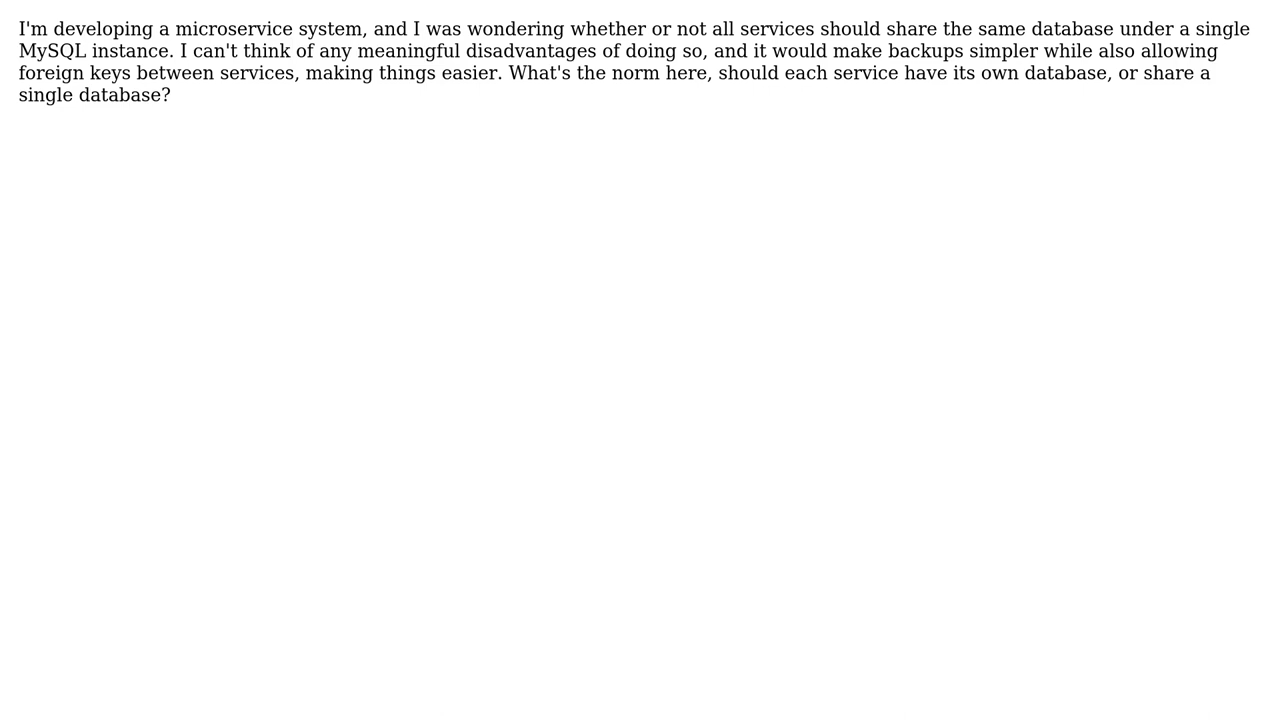 I'm developing a microservice system, and I was wondering whether or not all services should share the same database under a single
MySQL instance. I can't think of any meaningful disadvantages of doing so, and it would make backups simpler while also allowing
foreign keys between services, making things easier. What's the norm here, should each service have its own database, or share a
single database?